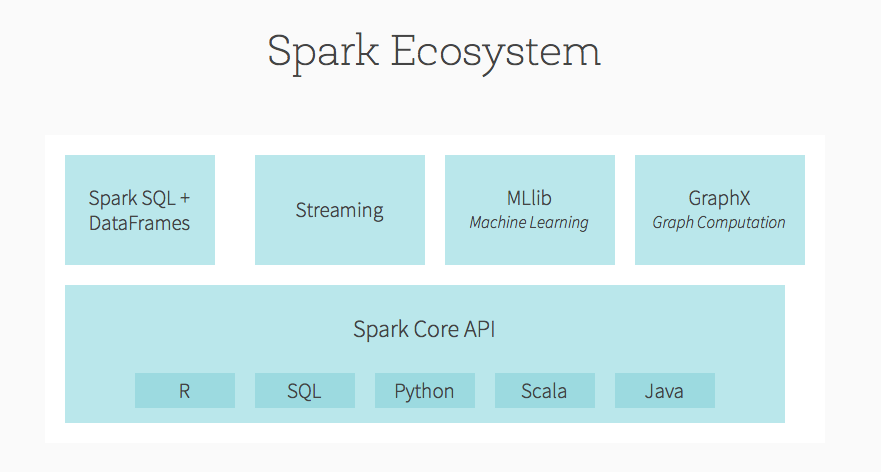 Spark Ecosystem
Spark SQL +
DataFrames
Streaming
MLlib
Machine Learning
GraphX
Graph Computation
Spark Core API
R
SQL
Python
Scala
Java